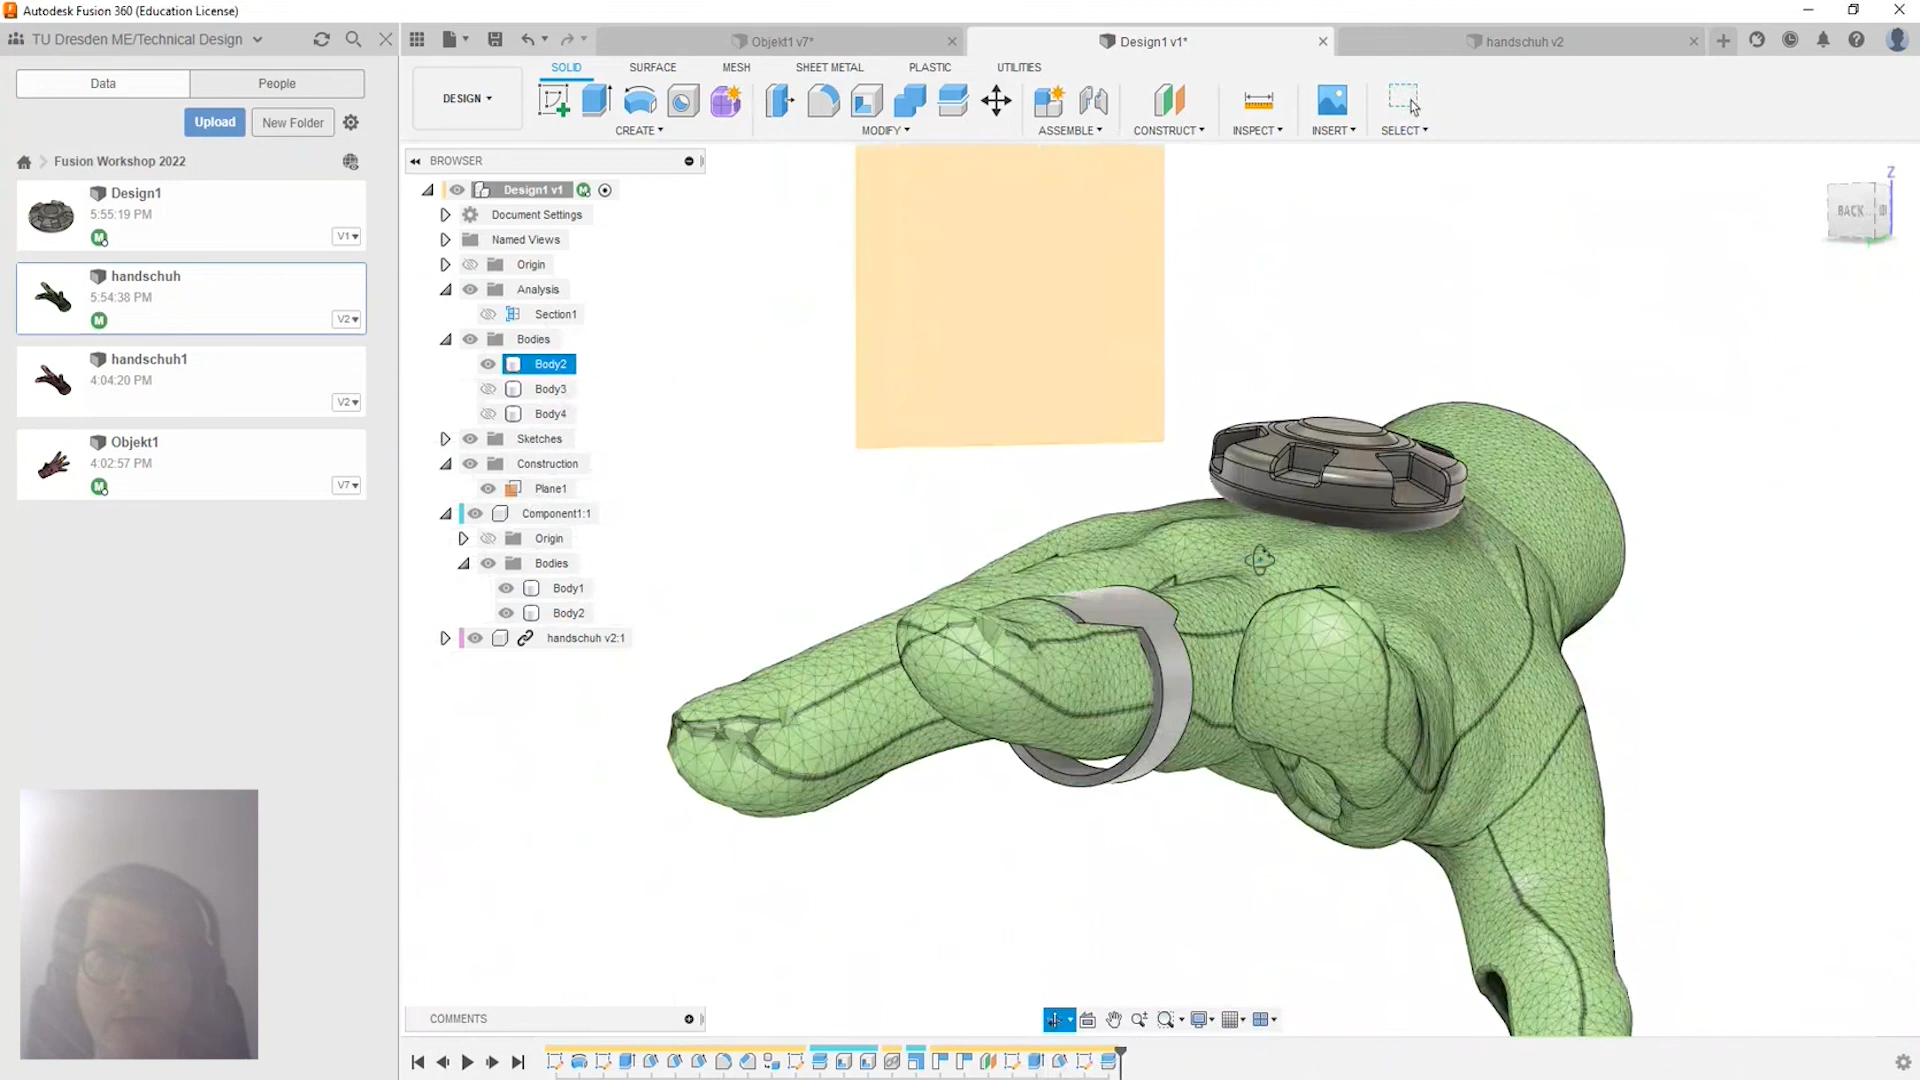 Autodesk Fusion 360 (Education License)
TU Dresden ME/Technical Design
Objekt1 v7*
Design1 v1*
handschuh v2
Data
People
SOLID
SURFACE
MESH
SHEET METAL
PLASTIC
UTILITIES
DESIGN
Upload
New Folder
CREATE
MODIFY
ASSEMBLE
CONSTRUCT
INSPECT
INSERT
SELECT
Fusion Workshop 2022
BROWSER
Design1
5:55:19 PM
M
V1
handschuh
5:54:38 PM
M
V2
handschuh1
4:04:20 PM
V2
Objekt1
4:02:57 PM
M
V7
Design1 v1
M
Document Settings
Named Views
Origin
Analysis
Section1
Bodies
Body2
Body3
Body4
Sketches
Construction
Plane1
Component1:1
Origin
Bodies
Body1
Body2
handschuh v2:1
Z
BACK
COMMENTS